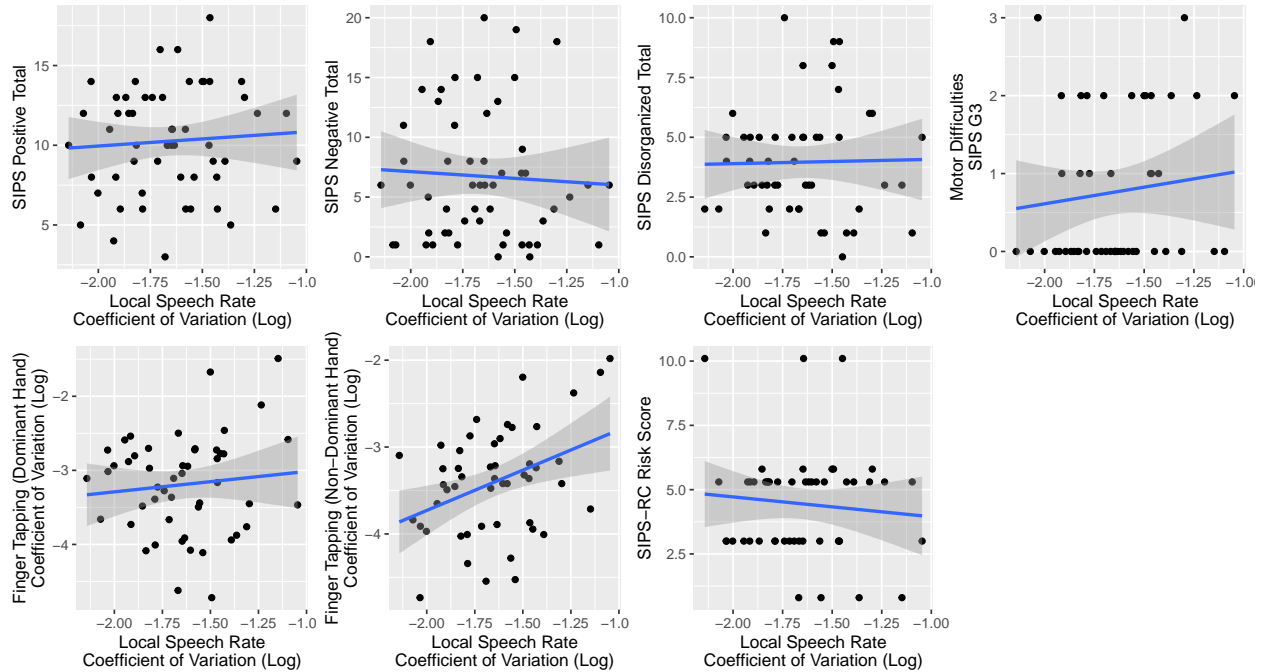 SIPS Positive Total
15
10
5
−2.00 −1.75 −1.50 −1.25 −1.0
Local Speech Rate
Coefficient of Variation (Log)
SIPS Negative Total
20
15
10
5
0
−2.00 −1.75 −1.50 −1.25 −1.0
Local Speech Rate
Coefficient of Variation (Log)
SIPS Disorganized Total
10.0
7.5
5.0
2.5
0.0
−2.00 −1.75 −1.50 −1.25 −1.00
Local Speech Rate
Coefficient of Variation (Log)
Motor Difficulties
SIPS G3
3
2
1
0
−2.00 −1.75 −1.50 −1.25 −1.0
Local Speech Rate
Coefficient of Variation (Log)
Finger Tapping (Dominant Hand)
Coefficient of Variation (Log)
−2
−3
−4
−2.00 −1.75 −1.50 −1.25 −1.0
Local Speech Rate
Coefficient of Variation (Log)
Finger Tapping (Non−Dominant Hand)
Coefficient of Variation (Log)
−2
−3
−4
−2.00 −1.75 −1.50 −1.25 −1.0
Local Speech Rate
Coefficient of Variation (Log)
SIPS−RC Risk Score
10.0
7.5
5.0
2.5
−2.00 −1.75 −1.50 −1.25 −1.00
Local Speech Rate
Coefficient of Variation (Log)